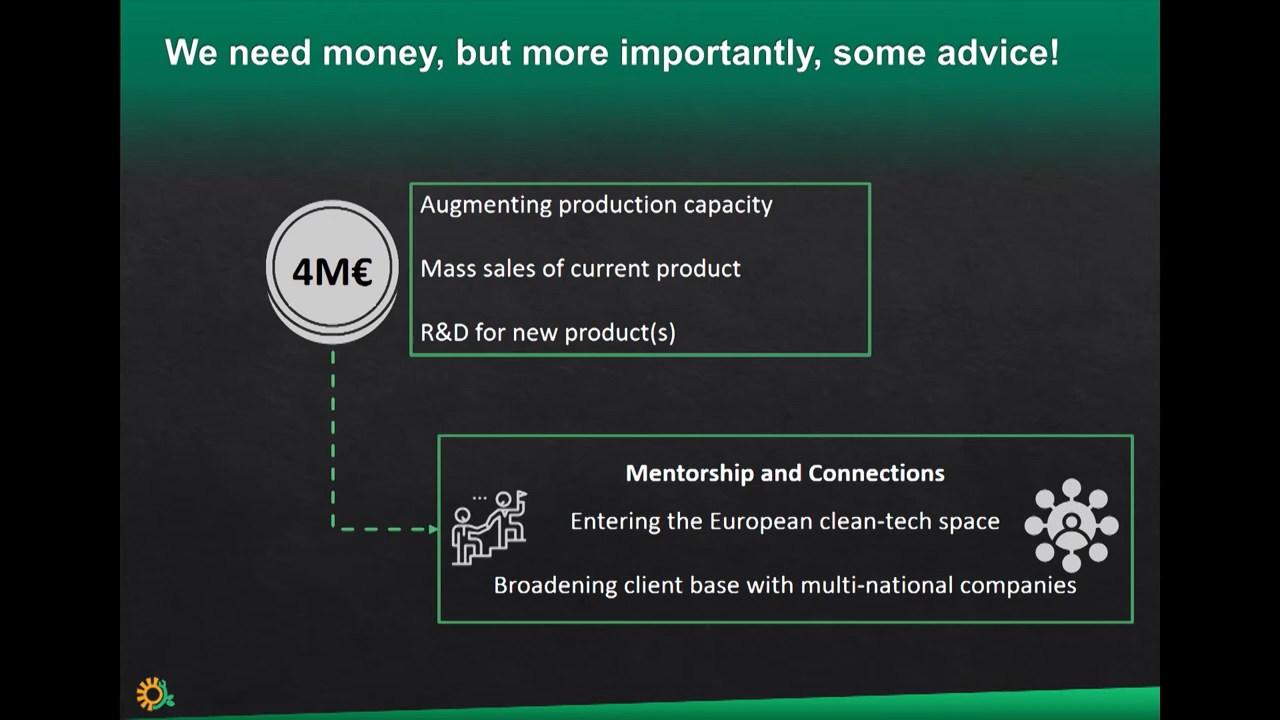 We need money, but more importantly, some advice!
4M€
Augmenting production capacity
Mass sales of current product
R&D for new product(s)
Mentorship and Connections
Entering the European clean-tech space
Broadening client base with multi-national companies